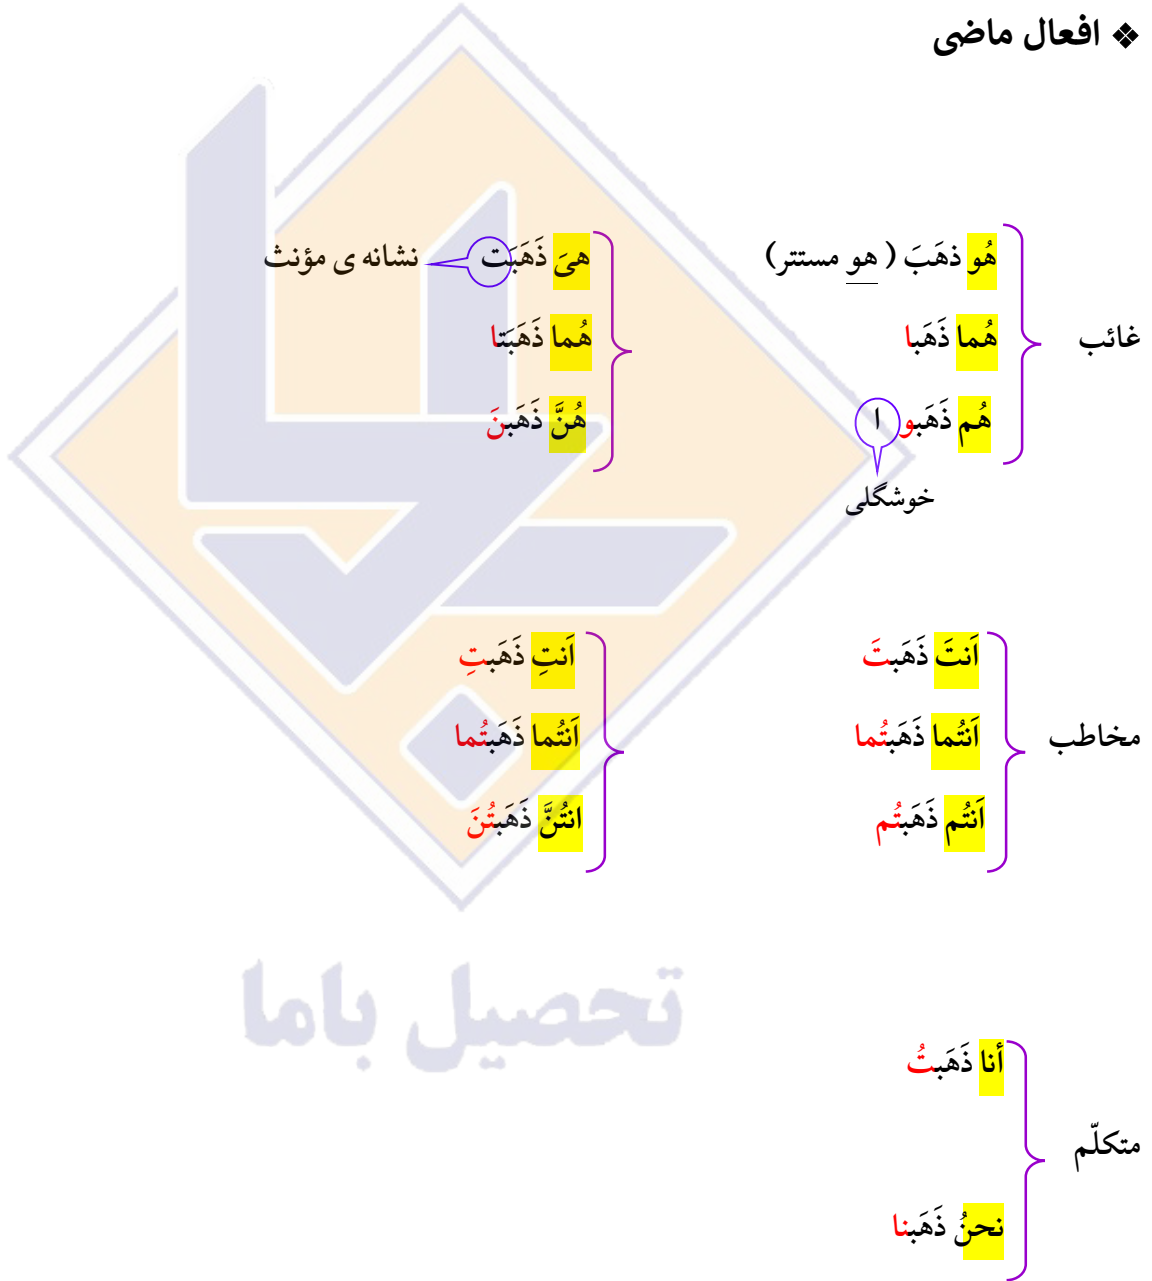 ❖ افعال ماضی
غائب
هُو ذهَبَ ( هو مستتر)
هُما ذَهَبا
هُم ذَهَبو ا
خوشگلی
هیَ ذَهَبَت نشانه ی مؤنث
هُما ذَهَبَتا
هُنَّ ذَهَبنَ
مخاطب
اَنتَ ذَهَبتَ
اَنتُما ذَهَبتُما
اَنتُم ذَهَبتُم
اَنتِ ذَهَبتِ
اَنتُما ذَهَبتُما
انتُنَّ ذَهَبتُنَ
تحصیل باما
متکلّم
أنا ذَهَبتُ
نحنُ ذَهَبنا